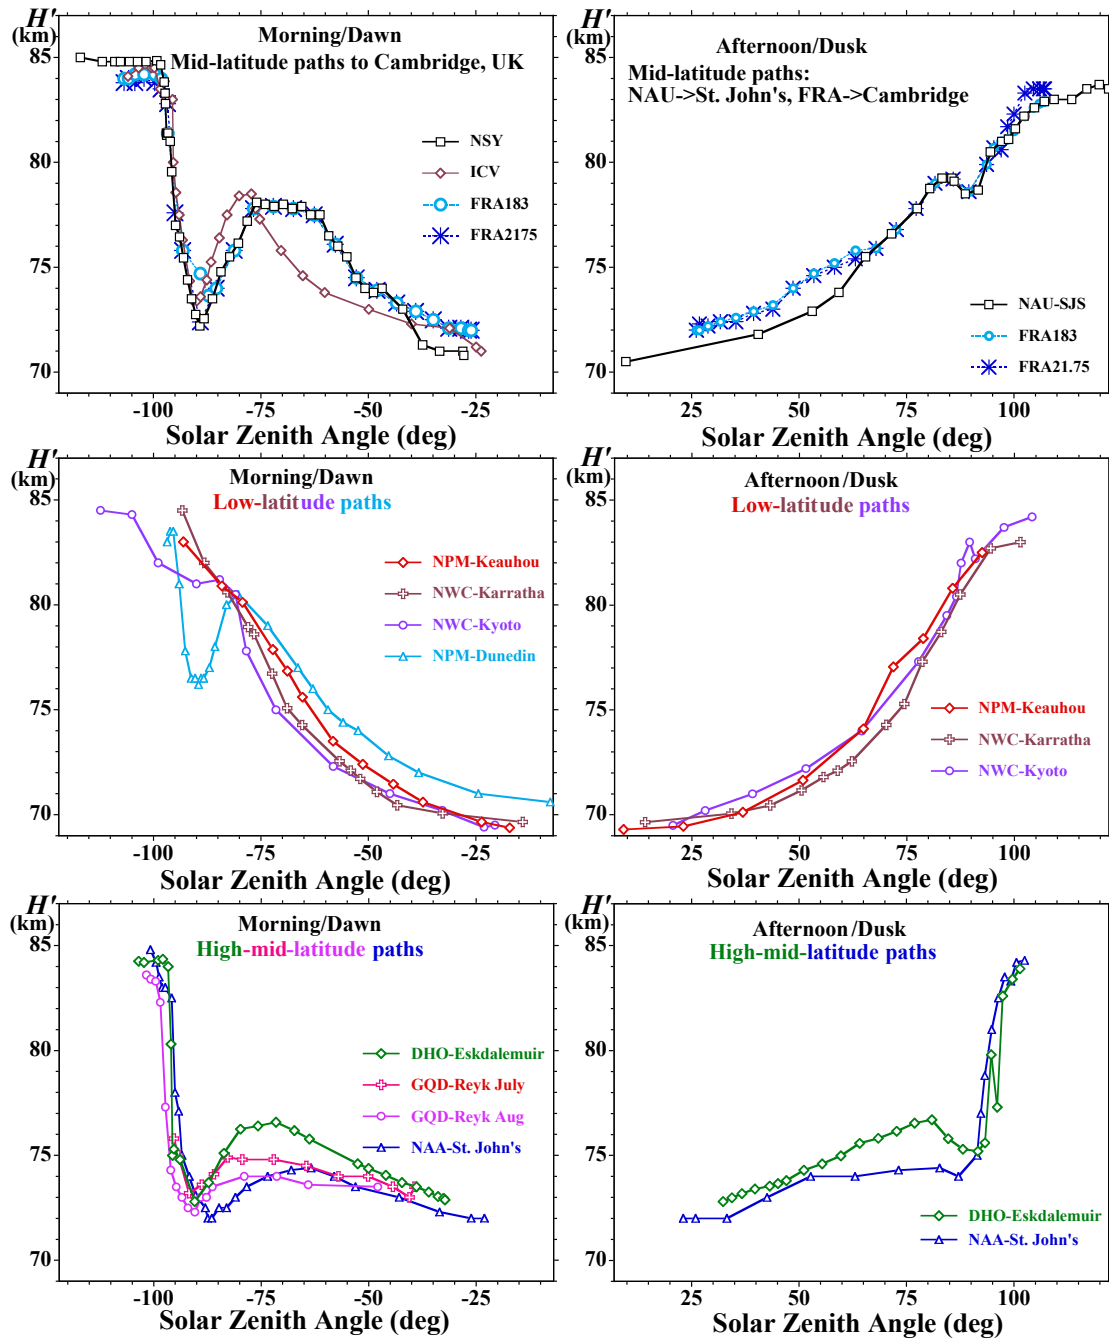 H′
(km)
Morning/Dawn
Mid-latitude paths to Cambridge, UK
NSY
ICV
FRA183
FRA2175
85
80
75
70
-100
-75
-50
-25
Solar Zenith Angle (deg)
H′
(km)
Afternoon/Dusk
Mid-latitude paths:
NAU->St. John's, FRA->Cambridge
NAU-SJS
FRA183
FRA21.75
85
80
75
70
25
50
75
100
Solar Zenith Angle (deg)
H′
(km)
Morning/Dawn
Low-latitude paths
NPM-Keauhou
NWC-Karratha
NWC-Kyoto
NPM-Dunedin
85
80
75
70
-100
-75
-50
-25
Solar Zenith Angle (deg)
H′
(km)
Afternoon/Dusk
Low-latitude paths
NPM-Keauhou
NWC-Karratha
NWC-Kyoto
85
80
75
70
25
50
75
100
Solar Zenith Angle (deg)
H′
(km)
Morning/Dawn
High-mid-latitude paths
DHO-Eskdalemuir
GQD-Reyk July
GQD-Reyk Aug
NAA-St. John's
85
80
75
70
-100
-75
-50
-25
Solar Zenith Angle (deg)
H′
(km)
Afternoon/Dusk
High-mid-latitude paths
DHO-Eskdalemuir
NAA-St. John's
85
80
75
70
25
50
75
100
Solar Zenith Angle (deg)